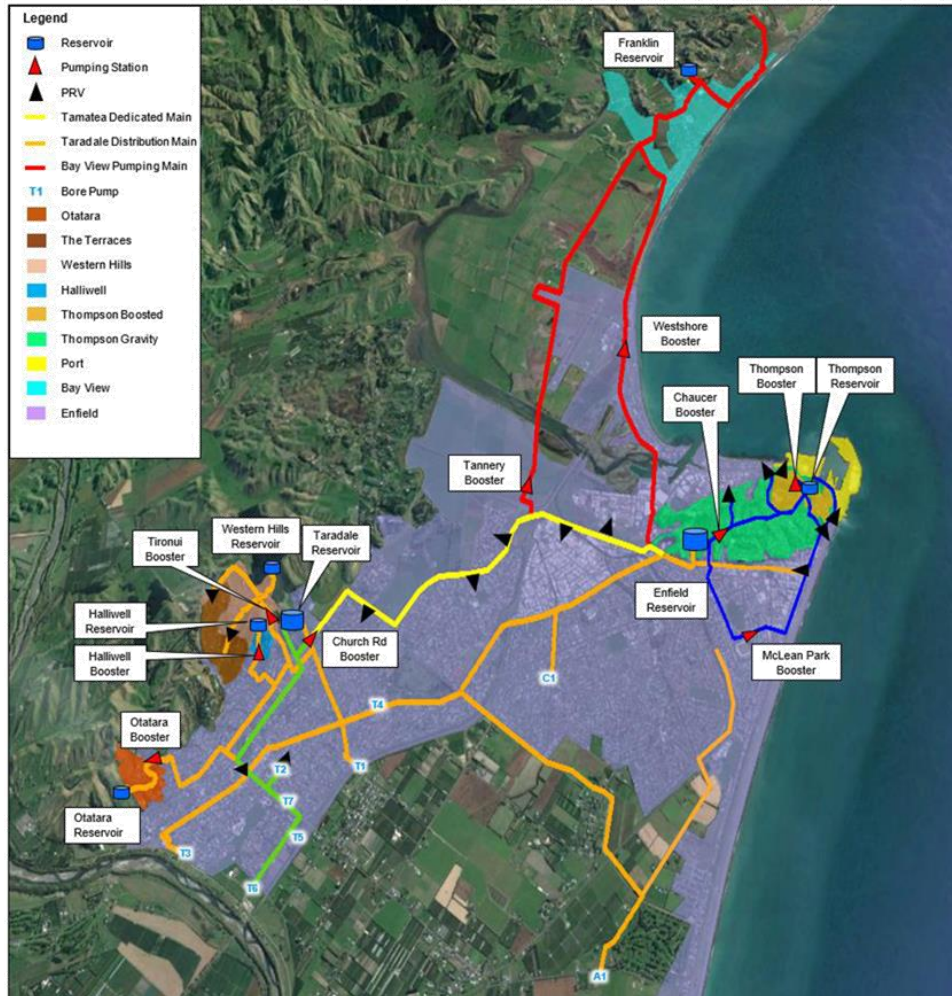 Legend
Reservoir
Pumping Station
PRV
Tamatea Dedicated Main
Taradale Distribution Main
Bay View Pumping Main
T1 Bore Pump
Otatara
The Terraces
Western Hills
Halliwell
Thompson Boosted
Thompson Gravity
Port
Bay View
Enfield
Franklin
Reservoir
Westshore
Booster
Thompson
Booster
Thompson
Reservoir
Chaucer
Booster
Tannery
Booster
Western Hills
Reservoir
Taradale
Reservoir
Tironui
Booster
Halliwell
Reservoir
Halliwell
Booster
Church Rd
Booster
Enfield
Reservoir
McLean Park
Booster
Otatara
Booster
Otatara
Reservoir
C1
T4
T1
T2
T7
T5
T3
T6
A1